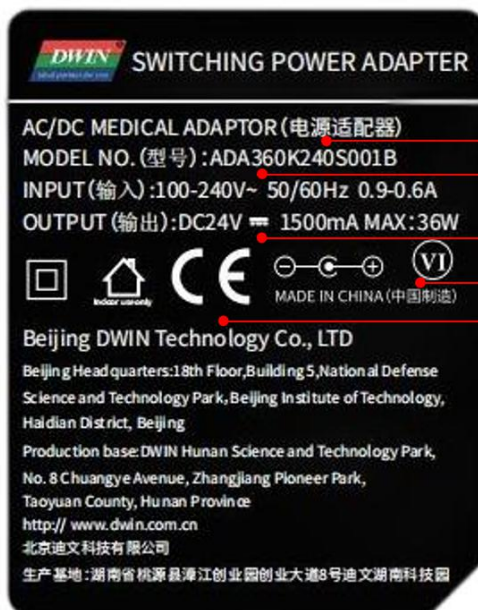 DWIN
Ideal partner for you
SWITCHING POWER ADAPTER
AC/DC MEDICAL ADAPTOR(电源适配器)
MODEL NO.(型号):ADA360K240S001B
INPUT(输入):100-240V~ 50/60Hz 0.9-0.6A
OUTPUT(输出):DC24V ⎓ 1500mA MAX:36W
Indoor use only
CE
VI
MADE IN CHINA(中国制造)
Beijing DWIN Technology Co., LTD
Beijing Headquarters:18th Floor,Building 5,National Defense
Science and Technology Park,Beijing Institute of Technology,
Haidian District, Beijing
Production base:DWIN Hunan Science and Technology Park,
No. 8 Chuangye Avenue, Zhangjiang Pioneer Park,
Taoyuan County, Hunan Province
http:// www.dwin.com.cn
北京迪文科技有限公司
生产基地:湖南省桃源县漳江创业园创业大道8号迪文湖南科技园